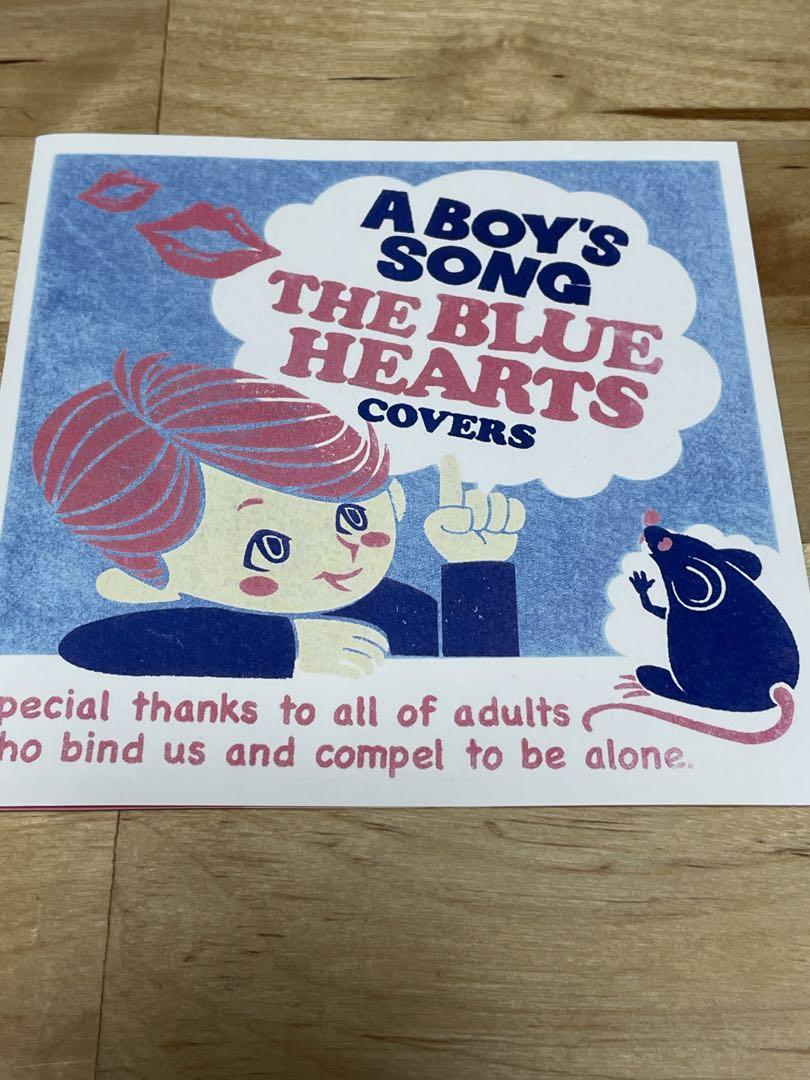 A BOY'S
SONG
THE BLUE
HEARTS
COVERS
pecial thanks to all of adults
ho bind us and compel to be alone.